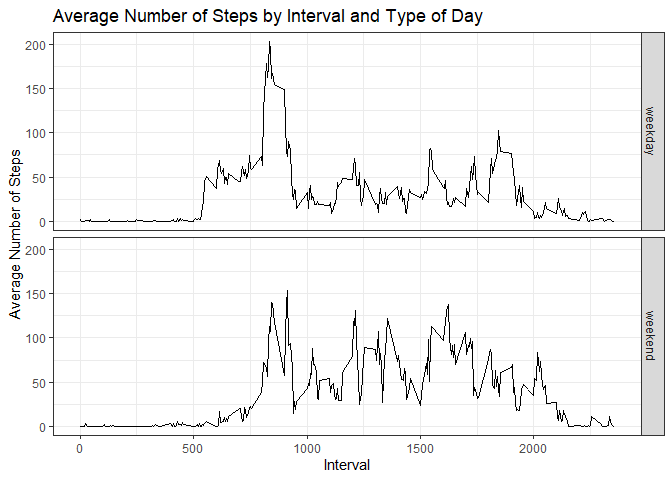 Average Number of Steps by Interval and Type of Day
Average Number of Steps
200
150
100
50
0
weekday
200
150
100
50
0
weekend
0 500 1000 1500 2000
Interval